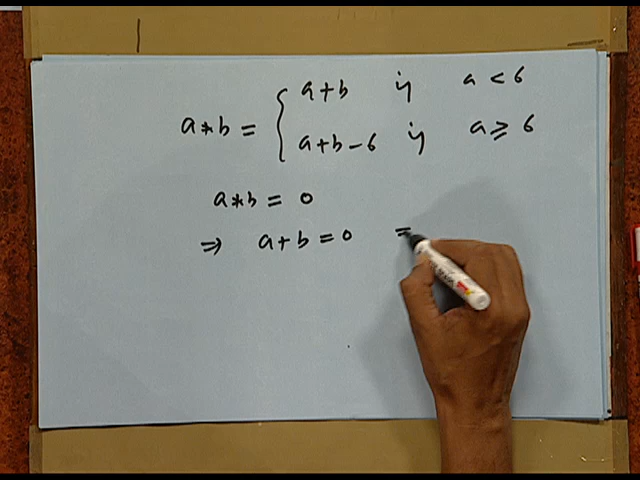 a*b = { a+b if a < 6
a+b-6 if a ≥ 6
a*b = 0
⇒ a+b = 0 =